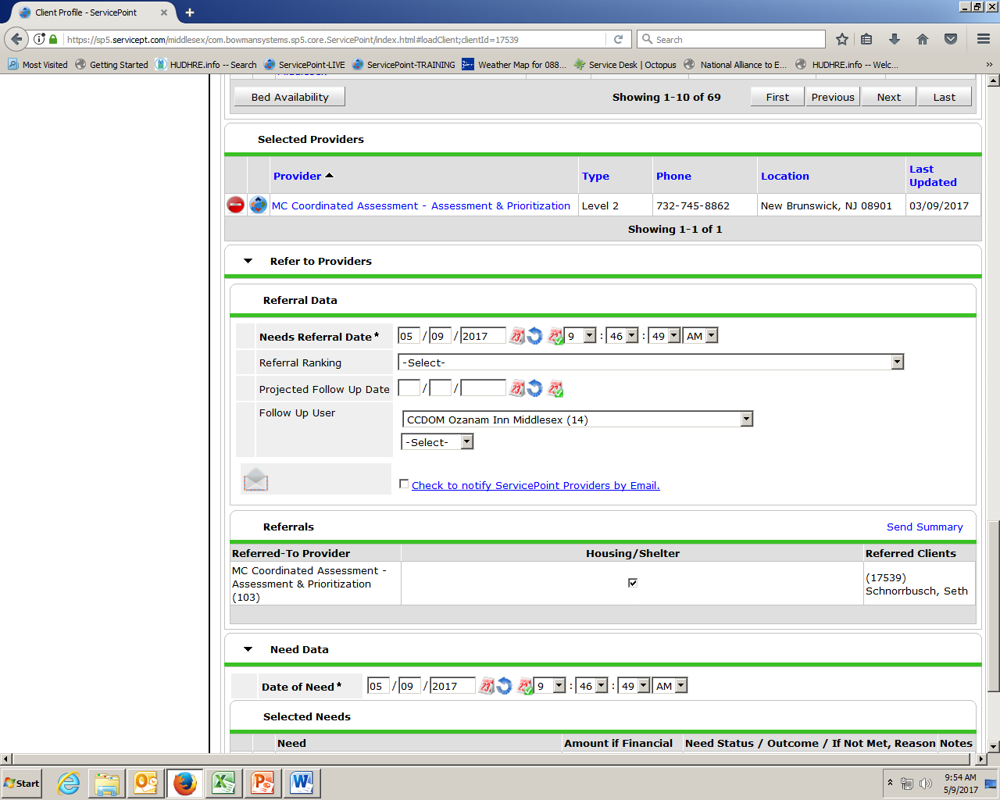 Client Profile - ServicePoint
https://sp5.servicept.com/middlesex/com.bowmansystems.sp5.core.ServicePoint/index.html#loadClient;clientId=17539
Search
Most Visited Getting Started HUDHRE.info -- Search ServicePoint-LIVE ServicePoint-TRAINING Weather Map for 088... Service Desk | Octopus National Alliance to E... HUDHRE.info -- Welc...
Bed Availability Showing 1-10 of 69 First Previous Next Last
Selected Providers
Provider Type Phone Location Last Updated
MC Coordinated Assessment - Assessment & Prioritization Level 2 732-745-8862 New Brunswick, NJ 08901 03/09/2017
Showing 1-1 of 1
Refer to Providers
Referral Data
Needs Referral Date * 05 / 09 / 2017 23 23 9 : 46 : 49 AM
Referral Ranking -Select-
Projected Follow Up Date / / 23 23
Follow Up User CCDOM Ozanam Inn Middlesex (14)
-Select-
Check to notify ServicePoint Providers by Email.
Referrals Send Summary
Referred-To Provider Housing/Shelter Referred Clients
MC Coordinated Assessment -
Assessment & Prioritization
(103)
(17539)
Schnorrbusch, Seth
Need Data
Date of Need * 05 / 09 / 2017 23 23 9 : 46 : 49 AM
Selected Needs
Need Amount if Financial Need Status / Outcome / If Not Met, Reason Notes
Start 9:54 AM
5/9/2017